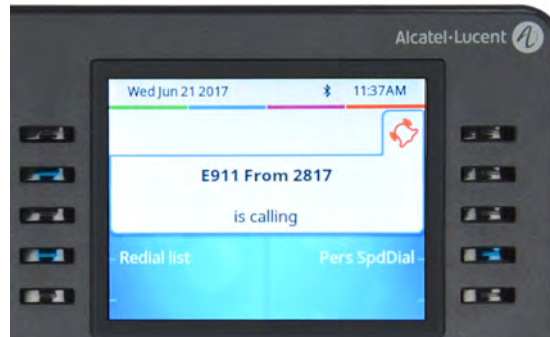 Alcatel·Lucent
Wed Jun 21 2017 11:37AM
E911 From 2817
is calling
Redial list Pers SpdDial